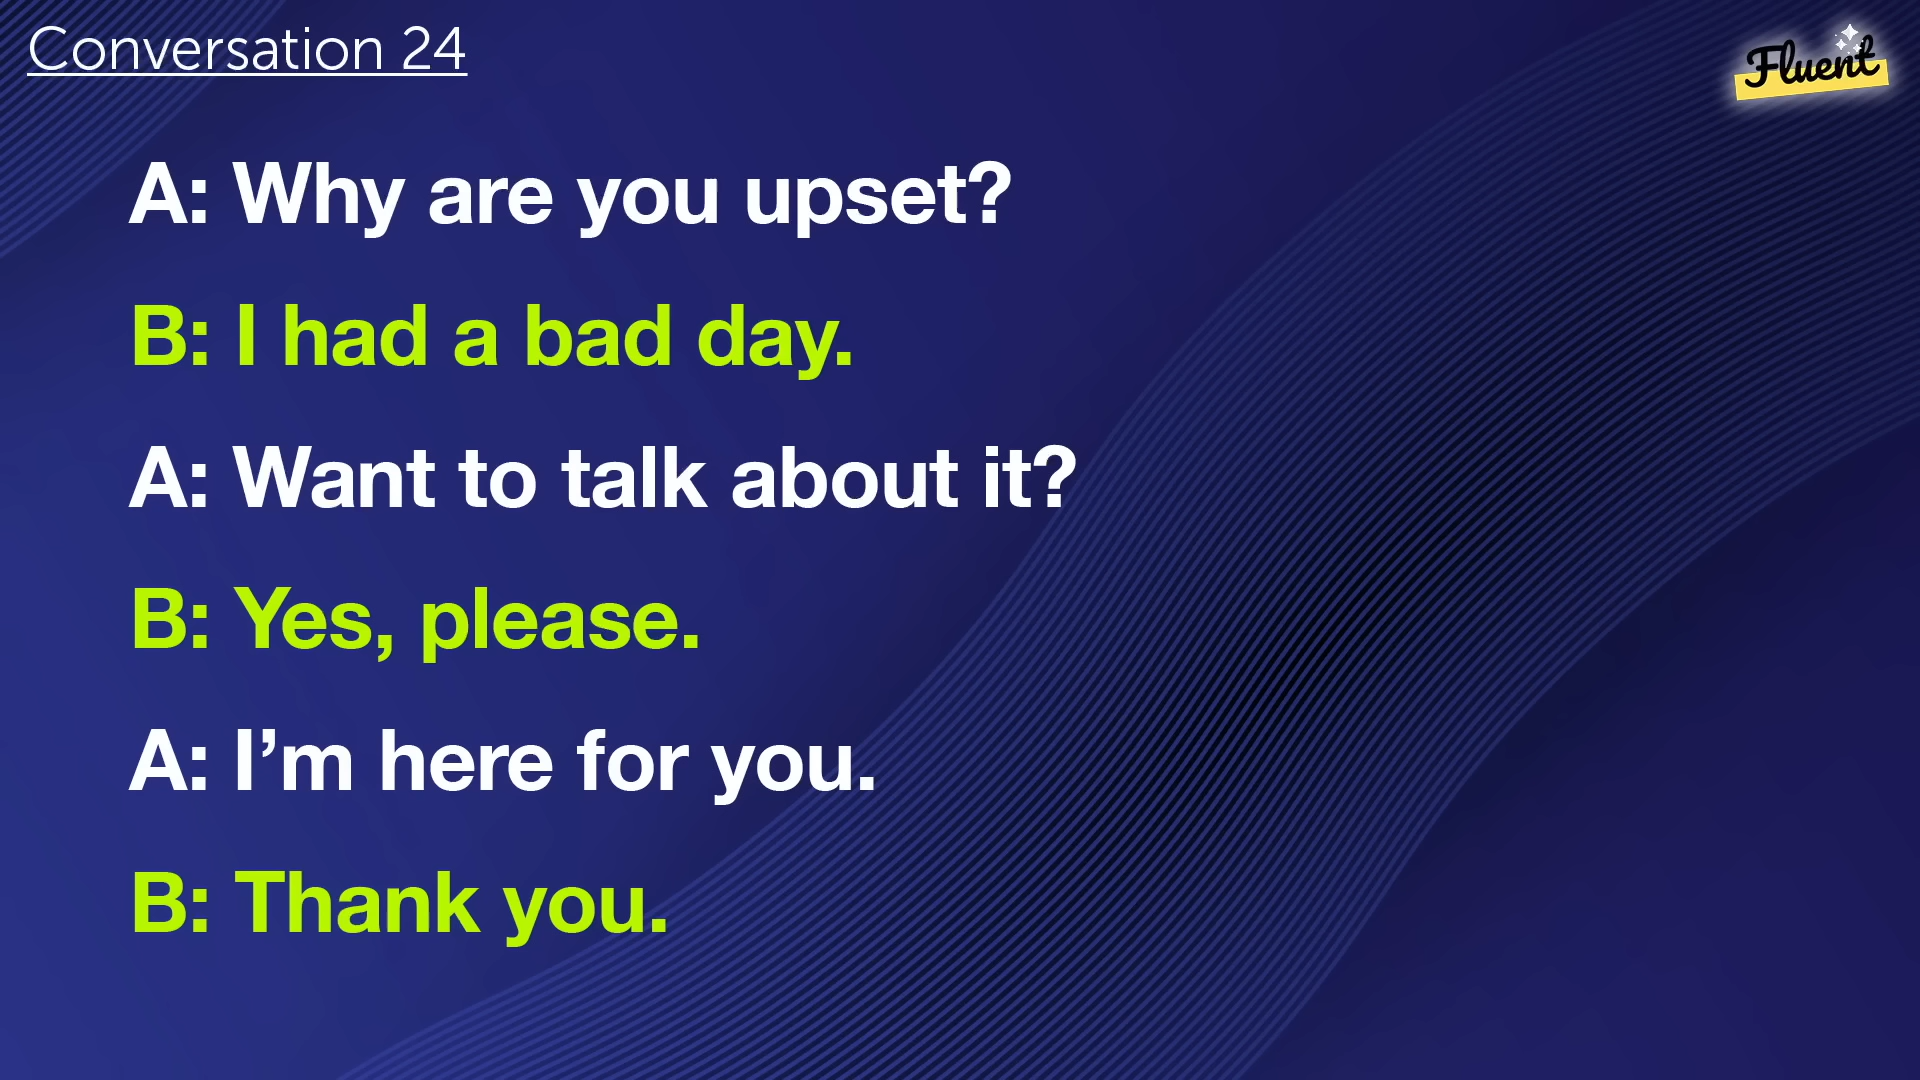 Conversation 24
Fluent
A: Why are you upset?
B: I had a bad day.
A: Want to talk about it?
B: Yes, please.
A: I’m here for you.
B: Thank you.